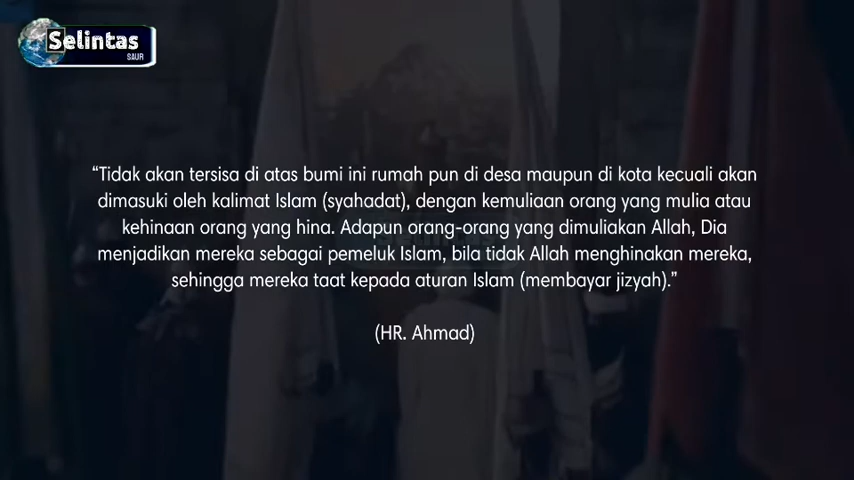 Selintas
SAUR
“Tidak akan tersisa di atas bumi ini rumah pun di desa maupun di kota kecuali akan
dimasuki oleh kalimat Islam (syahadat), dengan kemuliaan orang yang mulia atau
kehinaan orang yang hina. Adapun orang-orang yang dimuliakan Allah, Dia
menjadikan mereka sebagai pemeluk Islam, bila tidak Allah menghinakan mereka,
sehingga mereka taat kepada aturan Islam (membayar jizyah).”
(HR. Ahmad)